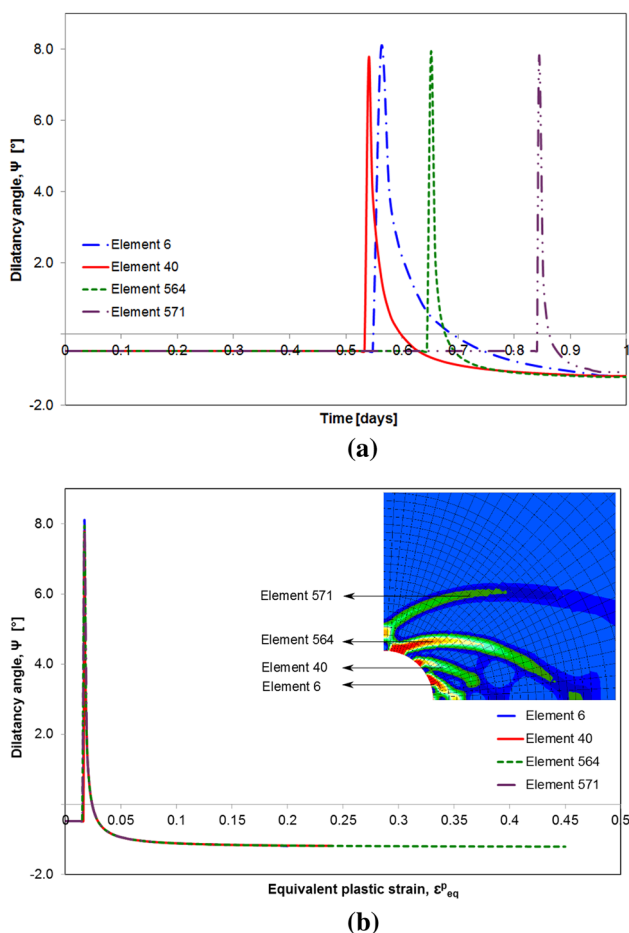 (a)
8.0
6.0
4.0
2.0
0
-2.0
Dilatancy angle, Ψ [°]
Element 6
Element 40
Element 564
Element 571
0 0.1 0.2 0.3 0.4 0.5 0.6 0.7 0.8 0.9 1
Time [days]
(a)
8.0
6.0
4.0
2.0
-2.0
Dilatancy angle, Ψ [°]
Element 571
Element 564
Element 40
Element 6
Element 6
Element 40
Element 564
Element 571
0 0.05 0.1 0.15 0.2 0.25 0.3 0.35 0.4 0.45 0.5
Equivalent plastic strain, εᵖeq
(b)